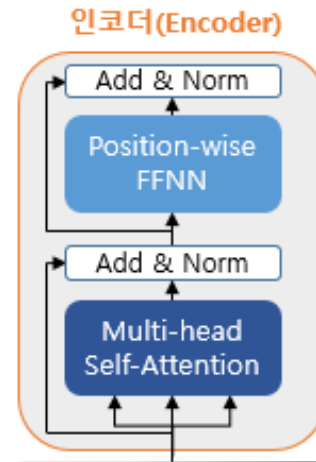 인코더(Encoder)
Add & Norm
Position-wise
FFNN
Add & Norm
Multi-head
Self-Attention